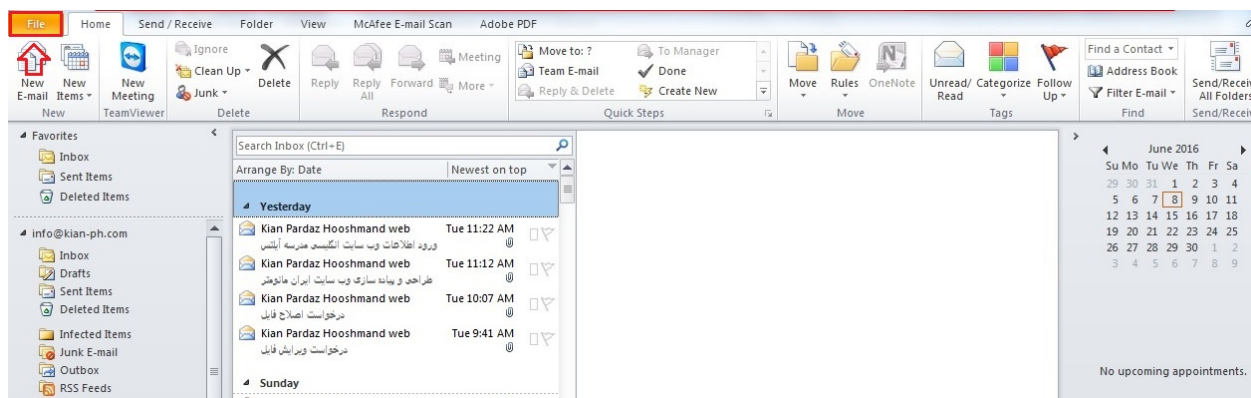 File Home Send / Receive Folder View McAfee E-mail Scan Adobe PDF
New E-mail
New Items
New
New Meeting
TeamViewer
Ignore
Clean Up
Junk
Delete
Delete
Reply
Reply All
Forward
Meeting
More
Respond
Move to: ?
Team E-mail
Reply & Delete
To Manager
Done
Create New
Quick Steps
Move
Rules
OneNote
Move
Unread/ Read
Categorize
Follow Up
Tags
Find a Contact
Address Book
Filter E-mail
Find
All Folders
Favorites
Inbox
Sent Items
Deleted Items
info@kian-ph.com
Inbox
Drafts
Sent Items
Deleted Items
Infected Items
Junk E-mail
Outbox
RSS Feeds
Search Inbox (Ctrl+E)
Arrange By: Date Newest on top
Yesterday
Kian Pardaz Hooshmand web Tue 11:22 AM
ورود اطلاعات وب سایت انگلیسی مدرسه آیلتس
Kian Pardaz Hooshmand web Tue 11:12 AM
طراحی و پیاده سازی وب سایت ایران مانومتر
Kian Pardaz Hooshmand web Tue 10:07 AM
درخواست اصلاح فایل
Kian Pardaz Hooshmand web Tue 9:41 AM
درخواست ویرایش فایل
Sunday
June 2016
Su Mo Tu We Th Fr Sa
29 30 31 1 2 3 4
5 6 7 8 9 10 11
12 13 14 15 16 17 18
19 20 21 22 23 24 25
26 27 28 29 30 1 2
3 4 5 6 7 8 9
No upcoming appointments.